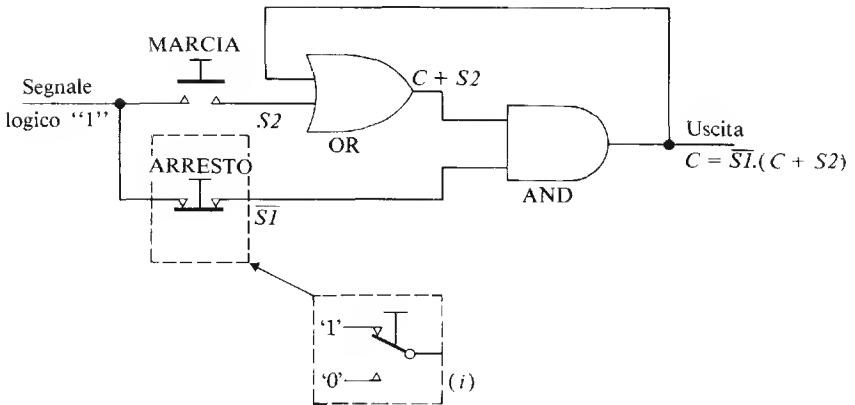 MARCIA
Segnale
logico "1"
S2
C + S2
OR
ARRESTO
S̅1̅
AND
Uscita
C = S̅1̅.(C + S2)
'1'
'0'
(i)